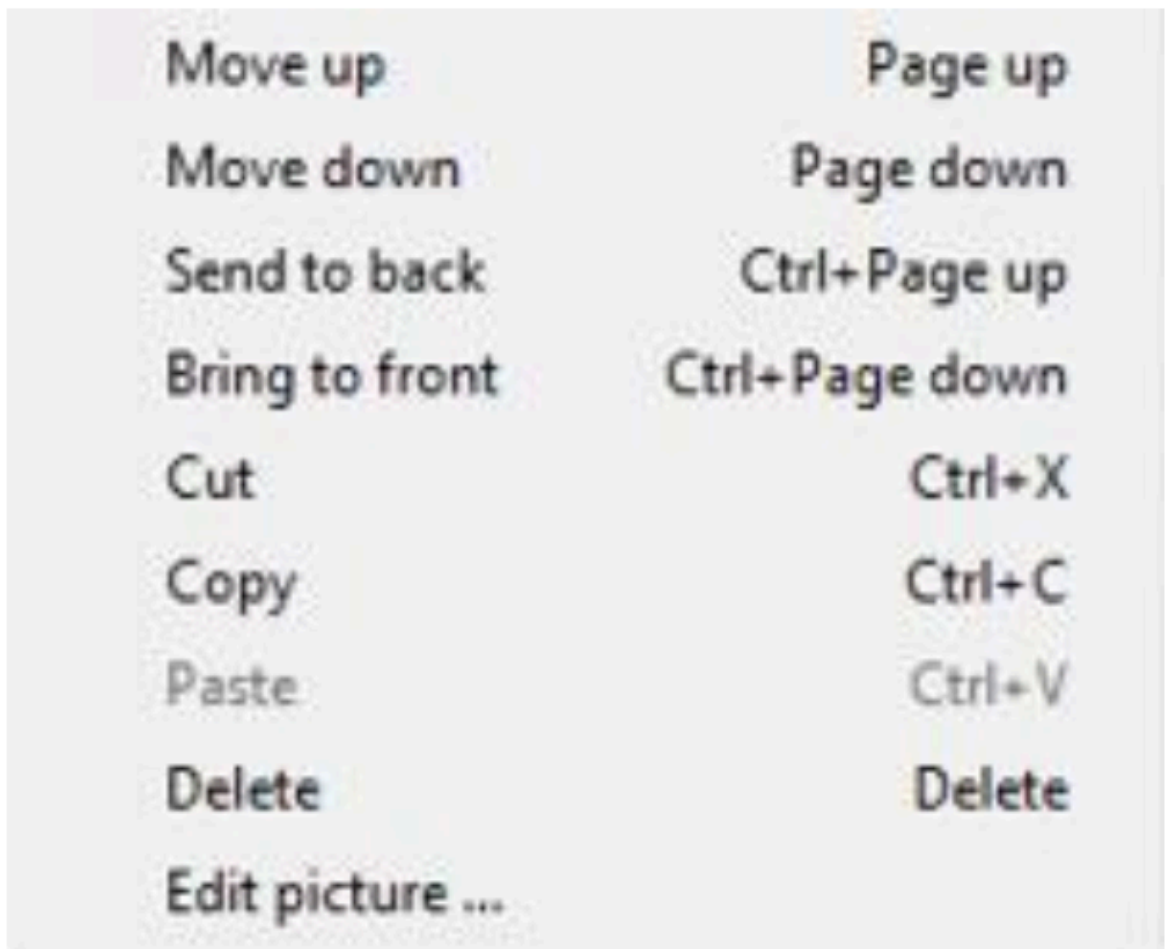 Move up Page up
Move down Page down
Send to back Ctrl+Page up
Bring to front Ctrl+Page down
Cut Ctrl+X
Copy Ctrl+C
Paste Ctrl+V
Delete Delete
Edit picture ...